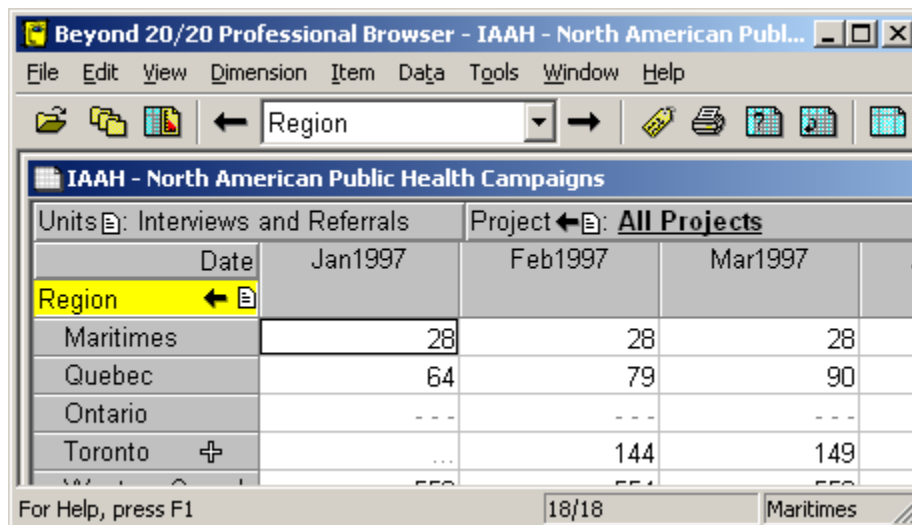 Beyond 20/20 Professional Browser - IAAH - North American Publ...
File Edit View Dimension Item Data Tools Window Help
Region
IAAH - North American Public Health Campaigns
Units: Interviews and Referrals Project: All Projects
Date Jan1997 Feb1997 Mar1997
Region
Maritimes 28 28 28
Quebec 64 79 90
Ontario - - - - - - - - -
Toronto ... 144 149
For Help, press F1 18/18 Maritimes